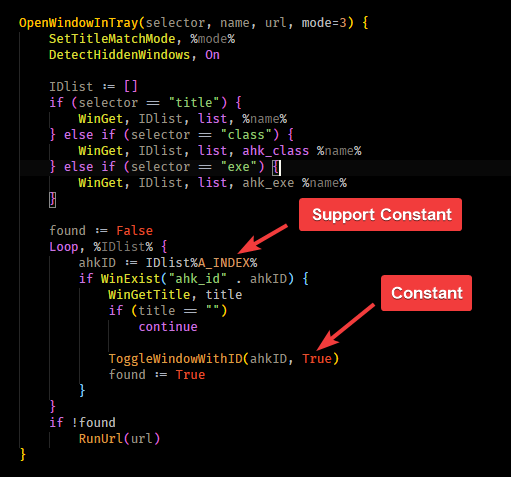 OpenWindowInTray(selector, name, url, mode=3) {
    SetTitleMatchMode, %mode%
    DetectHiddenWindows, On

    IDlist := []
    if (selector == "title") {
        WinGet, IDlist, list, %name%
    } else if (selector == "class") {
        WinGet, IDlist, list, ahk_class %name%
    } else if (selector == "exe") {
        WinGet, IDlist, list, ahk_exe %name%
    }

    found := False
    Loop, %IDlist% {
        ahkID := IDlist%A_INDEX%
        if WinExist("ahk_id" . ahkID) {
            WinGetTitle, title
            if (title == "")
                continue

            ToggleWindowWithID(ahkID, True)
            found := True
        }
    }
    if !found
        RunUrl(url)
}
Support Constant
Constant